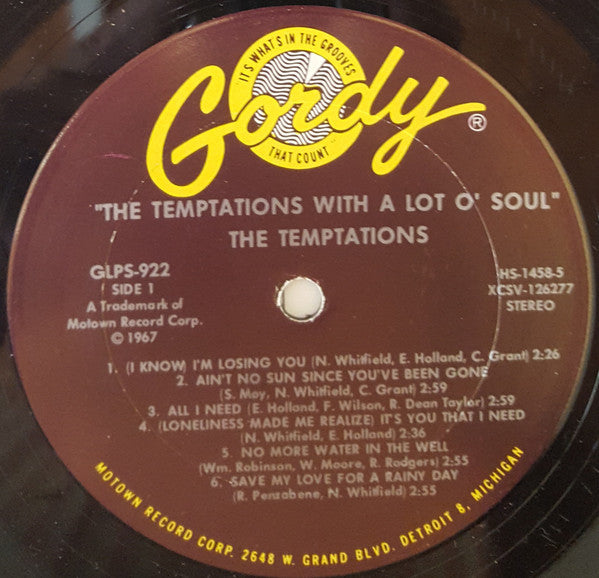 IT'S WHAT'S IN THE GROOVES
Gordy®
THAT COUNT
"THE TEMPTATIONS WITH A LOT O' SOUL"
THE TEMPTATIONS
GLPS-922
SIDE 1
A Trademark of
Motown Record Corp.
© 1967
HS-1458-5
XCSV-126277
STEREO
1. (I KNOW) I'M LOSING YOU (N. Whitfield, E. Holland, C. Grant) 2:26
2. AIN'T NO SUN SINCE YOU'VE BEEN GONE
(S. Moy, N. Whitfield, C. Grant) 2:59
3. ALL I NEED (E. Holland, F. Wilson, R. Dean Taylor) 2:59
4. (LONELINESS MADE ME REALIZE) IT'S YOU THAT I NEED
(N. Whitfield, E. Holland) 2:36
5. NO MORE WATER IN THE WELL
(Wm. Robinson, W. Moore, R. Rodgers) 2:55
6. SAVE MY LOVE FOR A RAINY DAY
(R. Penzabene, N. Whitfield) 2:55
MOTOWN RECORD CORP. 2648 W. GRAND BLVD. DETROIT 8, MICHIGAN